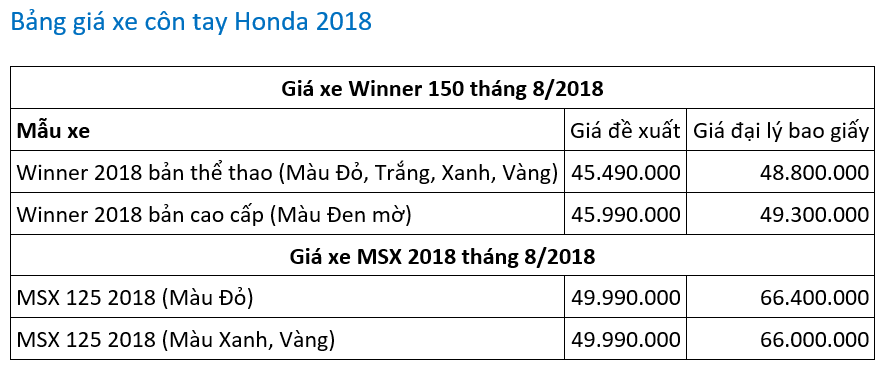 Bảng giá xe côn tay Honda 2018
Giá xe Winner 150 tháng 8/2018
Mẫu xe Giá đề xuất Giá đại lý bao giấy
Winner 2018 bản thể thao (Màu Đỏ, Trắng, Xanh, Vàng) 45.490.000 48.800.000
Winner 2018 bản cao cấp (Màu Đen mờ) 45.990.000 49.300.000
Giá xe MSX 2018 tháng 8/2018
MSX 125 2018 (Màu Đỏ) 49.990.000 66.400.000
MSX 125 2018 (Màu Xanh, Vàng) 49.990.000 66.000.000